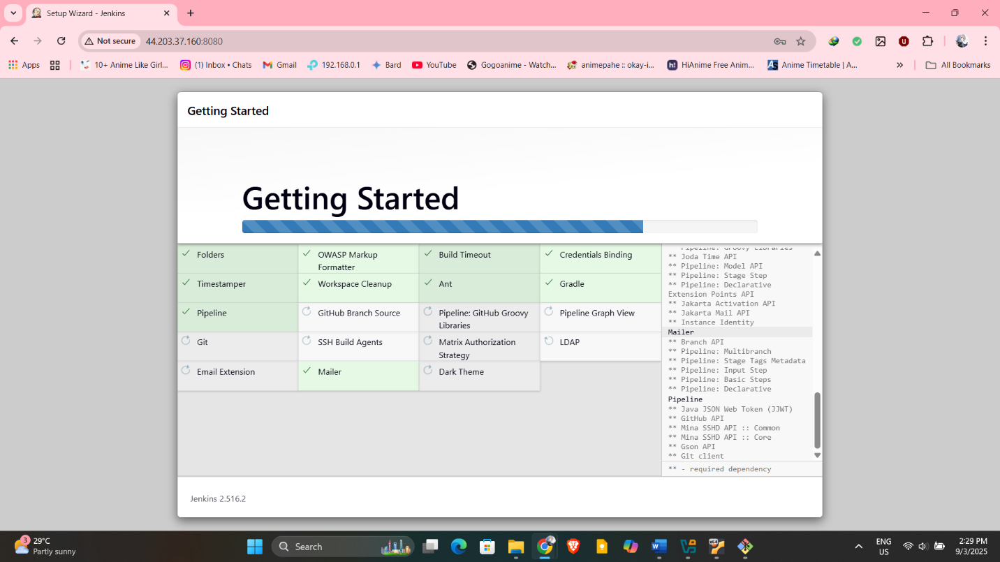 Setup Wizard - Jenkins
Not secure
44.203.37.160:8080
Apps
10+ Anime Like Girl...
(1) Inbox • Chats
Gmail
192.168.0.1
Bard
YouTube
Gogoanime - Watch...
animepahe :: okay-i...
h!
HiAnime Free Anim...
AS
Anime Timetable | A...
»
All Bookmarks
Getting Started
Getting Started
Folders
OWASP Markup
Formatter
Build Timeout
Credentials Binding
Timestamper
Workspace Cleanup
Ant
Gradle
Pipeline
GitHub Branch Source
Pipeline: GitHub Groovy
Libraries
Pipeline Graph View
Git
SSH Build Agents
Matrix Authorization
Strategy
LDAP
Email Extension
Mailer
Dark Theme
** Pipeline: Groovy Libraries
** Joda Time API
** Pipeline: Model API
** Pipeline: Stage Step
** Pipeline: Declarative
Extension Points API
** Jakarta Activation API
** Jakarta Mail API
** Instance Identity
Mailer
** Branch API
** Pipeline: Multibranch
** Pipeline: Stage Tags Metadata
** Pipeline: Input Step
** Pipeline: Basic Steps
** Pipeline: Declarative
Pipeline
** Java JSON Web Token (JJWT)
** GitHub API
** Mina SSHD API :: Common
** Mina SSHD API :: Core
** Gson API
** Git client
** - required dependency
Jenkins 2.516.2
3
29°C
Partly sunny
Search
ENG
US
2:29 PM
9/3/2025